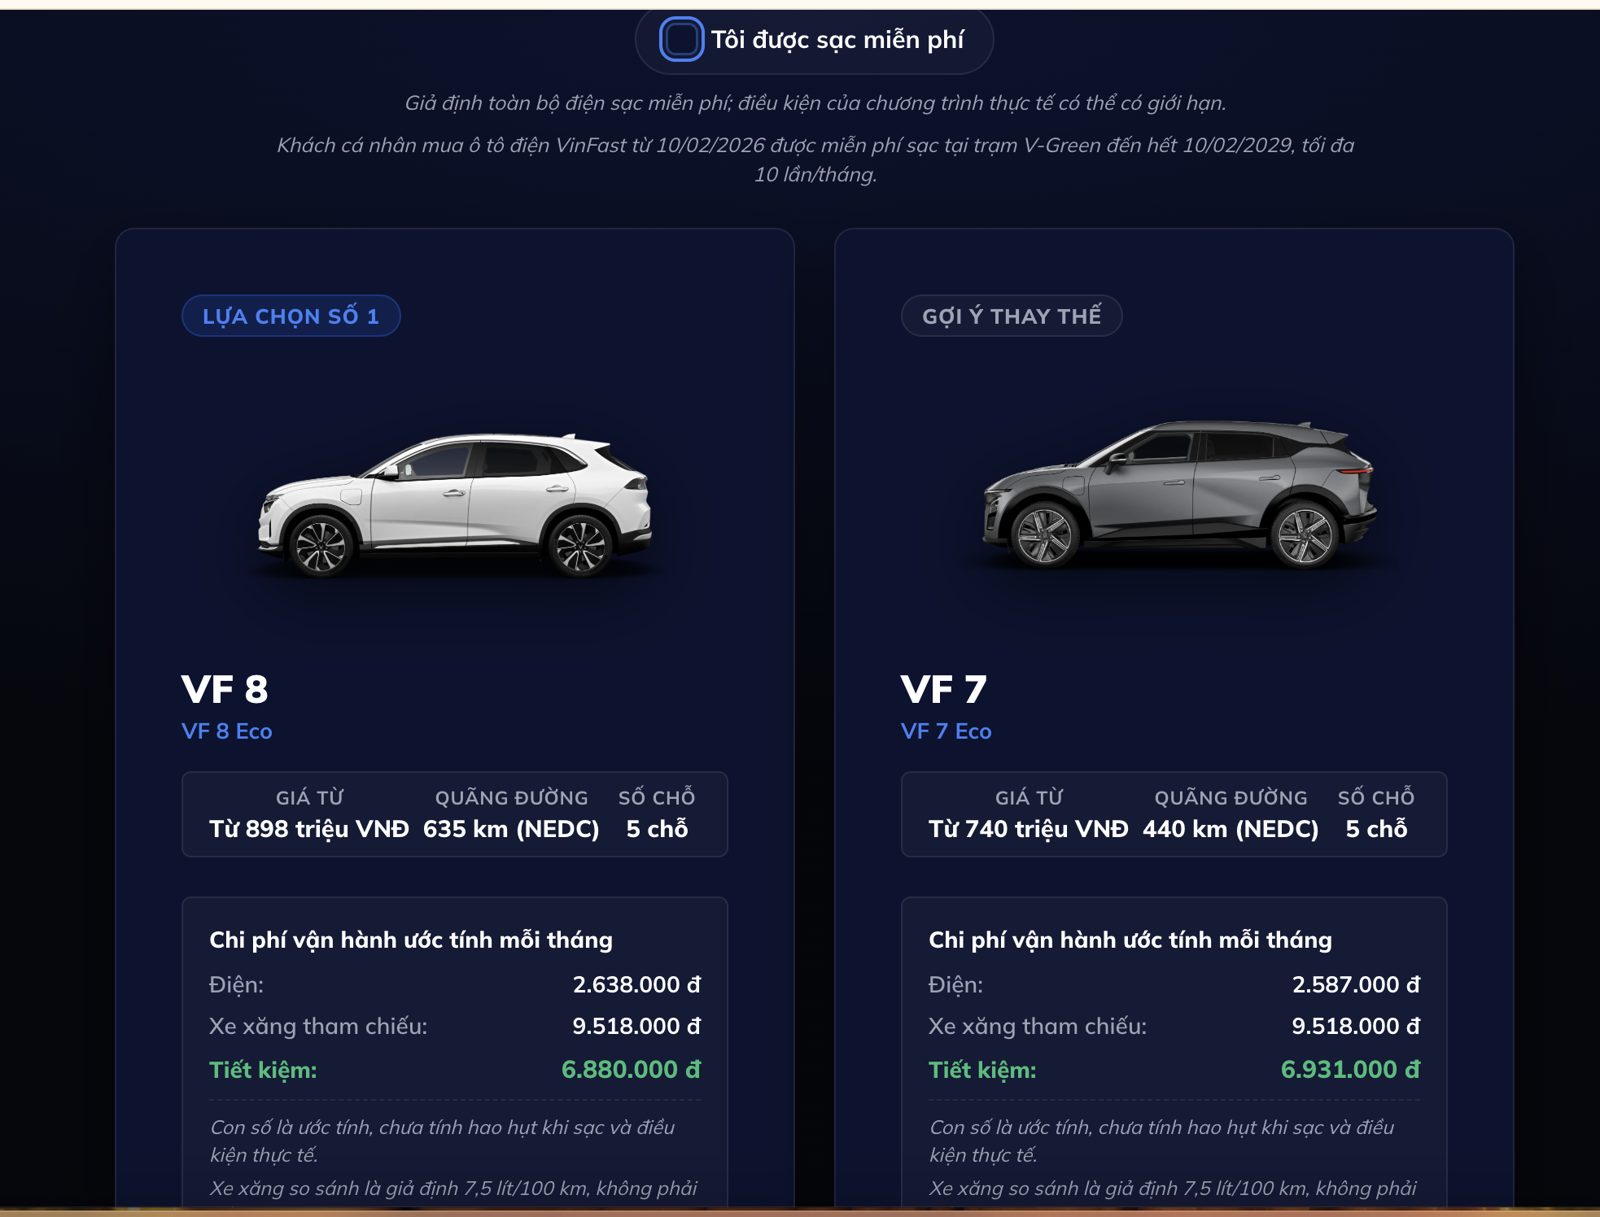 Tôi được sạc miễn phí
Giả định toàn bộ điện sạc miễn phí; điều kiện của chương trình thực tế có thể có giới hạn.
Khách cá nhân mua ô tô điện VinFast từ 10/02/2026 được miễn phí sạc tại trạm V-Green đến hết 10/02/2029, tối đa
10 lần/tháng.
LỰA CHỌN SỐ 1
VF 8
VF 8 Eco
GIÁ TỪ
Từ 898 triệu VNĐ
QUÃNG ĐƯỜNG
635 km (NEDC)
SỐ CHỖ
5 chỗ
Chi phí vận hành ước tính mỗi tháng
Điện: 2.638.000 đ
Xe xăng tham chiếu: 9.518.000 đ
Tiết kiệm: 6.880.000 đ
Con số là ước tính, chưa tính hao hụt khi sạc và điều
kiện thực tế.
Xe xăng so sánh là giả định 7,5 lít/100 km, không phải
GỢI Ý THAY THẾ
VF 7
VF 7 Eco
GIÁ TỪ
Từ 740 triệu VNĐ
QUÃNG ĐƯỜNG
440 km (NEDC)
SỐ CHỖ
5 chỗ
Chi phí vận hành ước tính mỗi tháng
Điện: 2.587.000 đ
Xe xăng tham chiếu: 9.518.000 đ
Tiết kiệm: 6.931.000 đ
Con số là ước tính, chưa tính hao hụt khi sạc và điều
kiện thực tế.
Xe xăng so sánh là giả định 7,5 lít/100 km, không phải